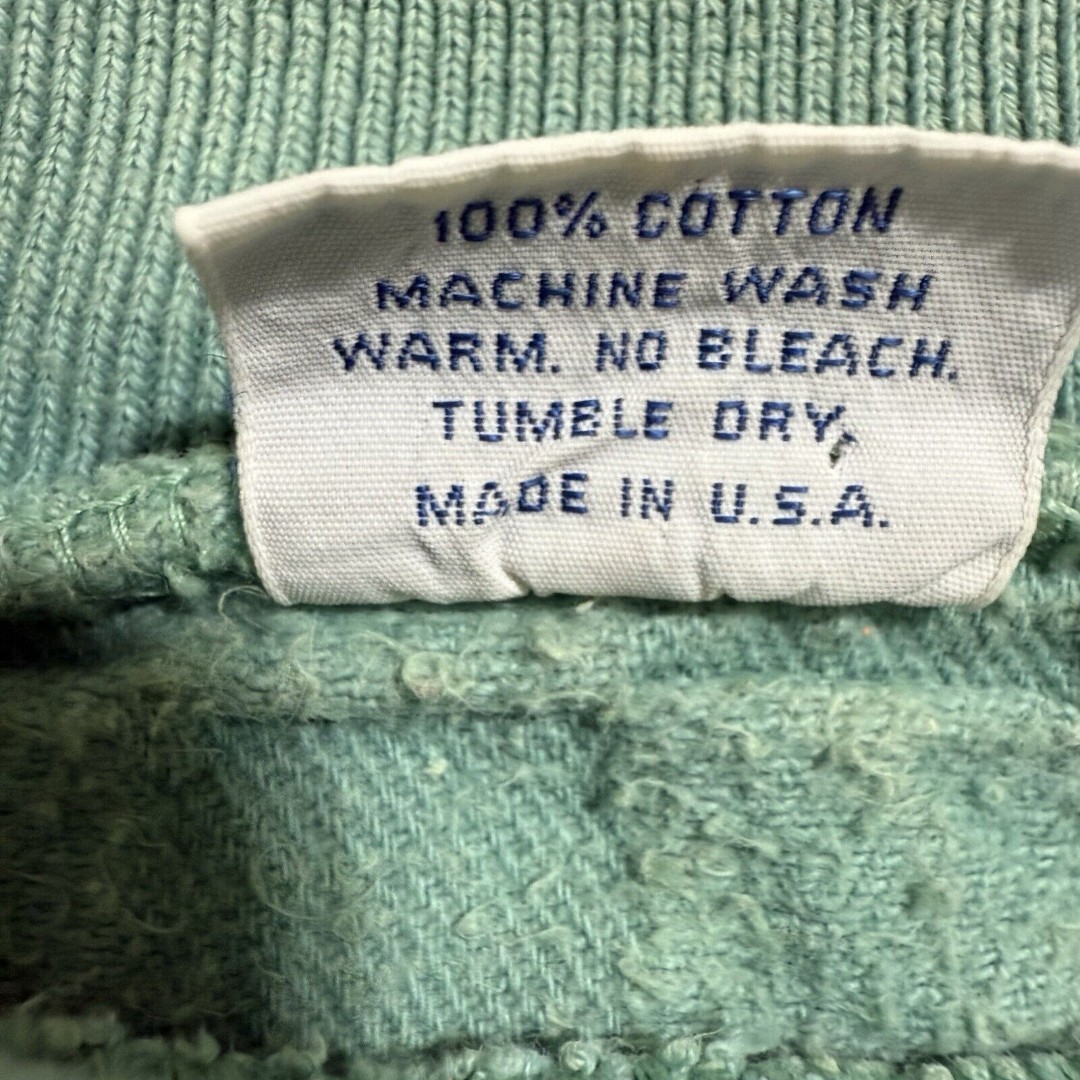 100% COTTON
MACHINE WASH
WARM. NO BLEACH.
TUMBLE DRY.
MADE IN U.S.A.